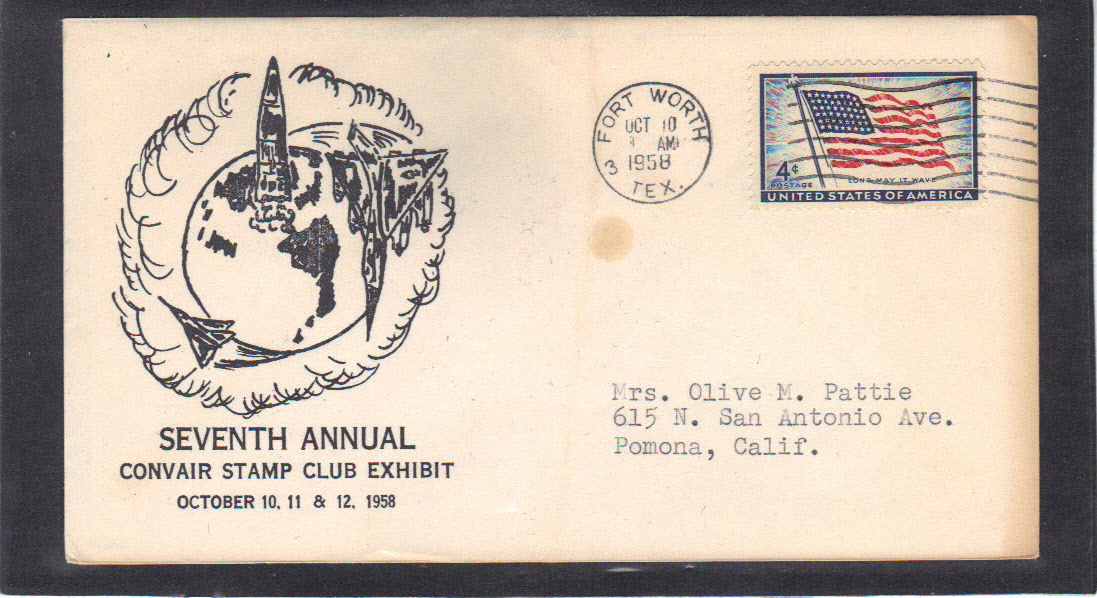 SEVENTH ANNUAL
CONVAIR STAMP CLUB EXHIBIT
OCTOBER 10, 11 & 12, 1958
FORT WORTH
OCT 10
AM
1958
3 TEX.
4¢
POSTAGE
LONG MAY IT WAVE
UNITED STATES OF AMERICA
Mrs. Olive M. Pattie
615 N. San Antonio Ave.
Pomona, Calif.